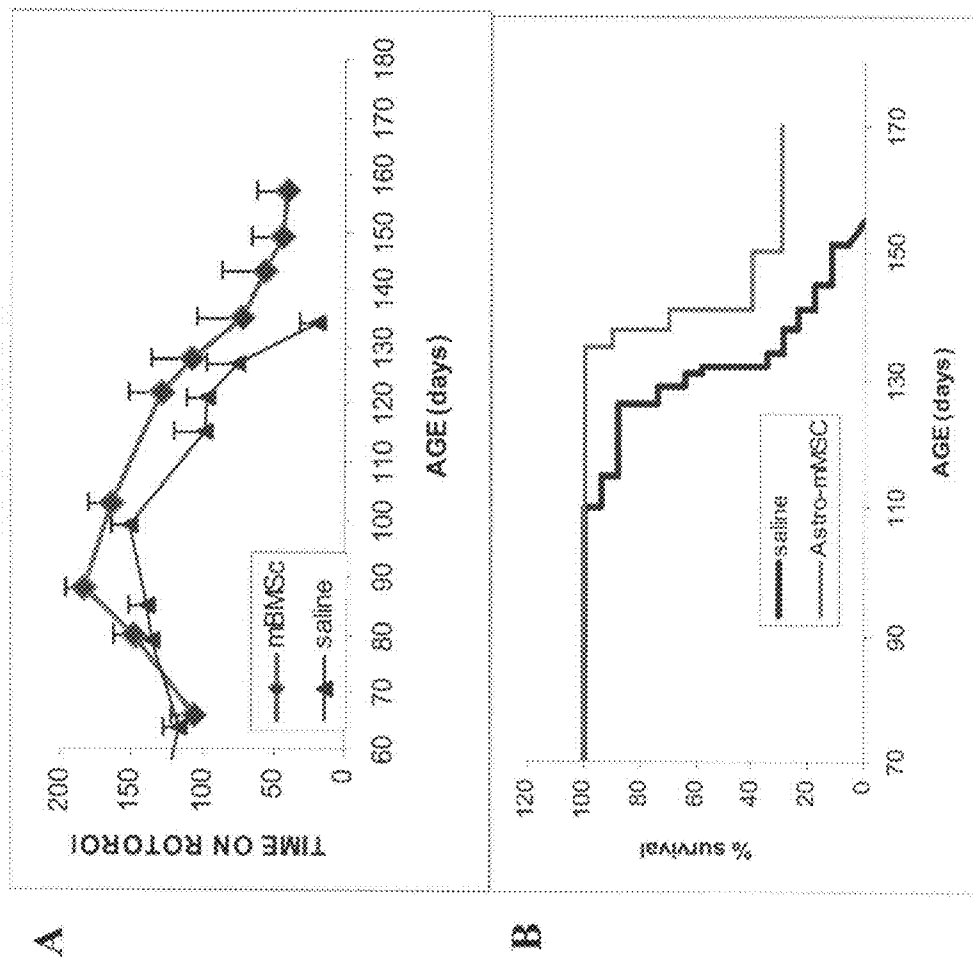 A
TIME ON ROTOROI
200
150
100
50
0
mBMSc
saline
60 70 80 90 100 110 120 130 140 150 160 170 180
AGE (days)
B
% survival
120
100
80
60
40
20
0
saline
Astro-mMSC
70 90 110 130 150 170
AGE (days)